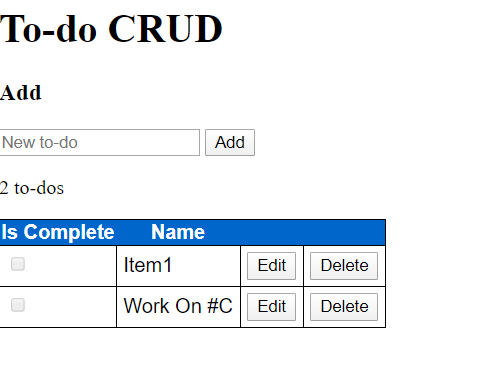 To-do CRUD
Add
New to-do Add
2 to-dos
Is Complete Name
Item1 Edit Delete
Work On #C Edit Delete